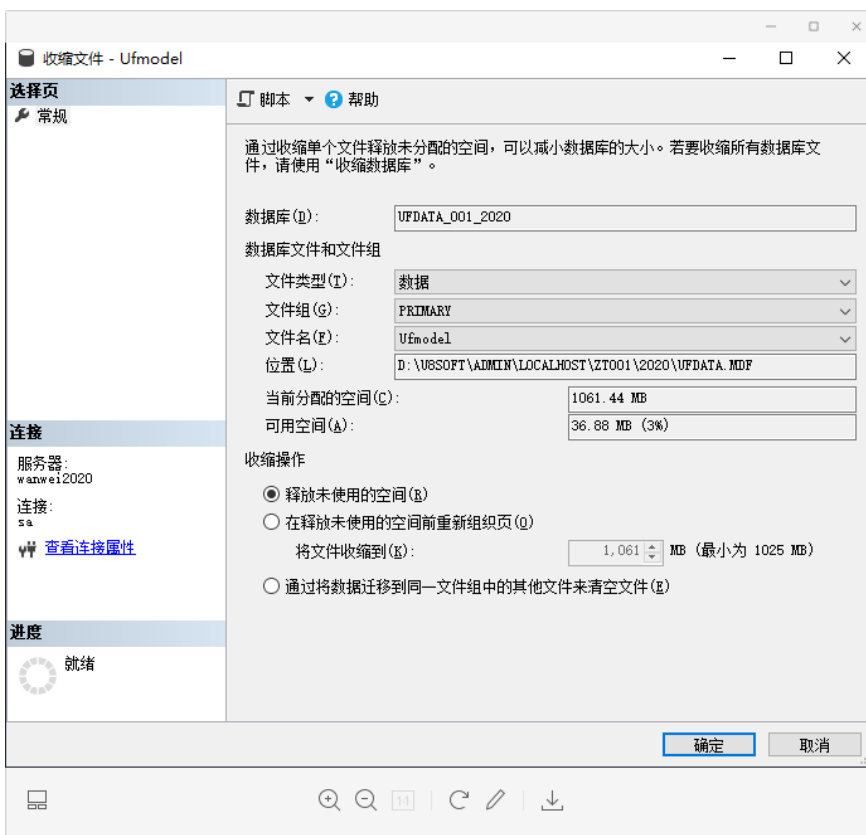 收缩文件 - Ufmodel
选择页
常规
脚本 帮助
通过收缩单个文件释放未分配的空间，可以减小数据库的大小。若要收缩所有数据库文
件，请使用“收缩数据库”。
数据库(D)：
UFDATA_001_2020
数据库文件和文件组
文件类型(T)：
数据
文件组(G)：
PRIMARY
文件名(F)：
Ufmodel
位置(L)：
D:\U8SOFT\ADMIN\LOCALHOST\ZT001\2020\UFDATA.MDF
当前分配的空间(C)：
1061.44 MB
可用空间(A)：
36.88 MB (3%)
收缩操作
释放未使用的空间(R)
在释放未使用的空间前重新组织页(O)
将文件收缩到(K)：
1,061 MB (最小为 1025 MB)
通过将数据迁移到同一文件组中的其他文件来清空文件(E)
连接
服务器:
wanwei2020
连接:
sa
查看连接属性
进度
就绪
确定
取消
1:1